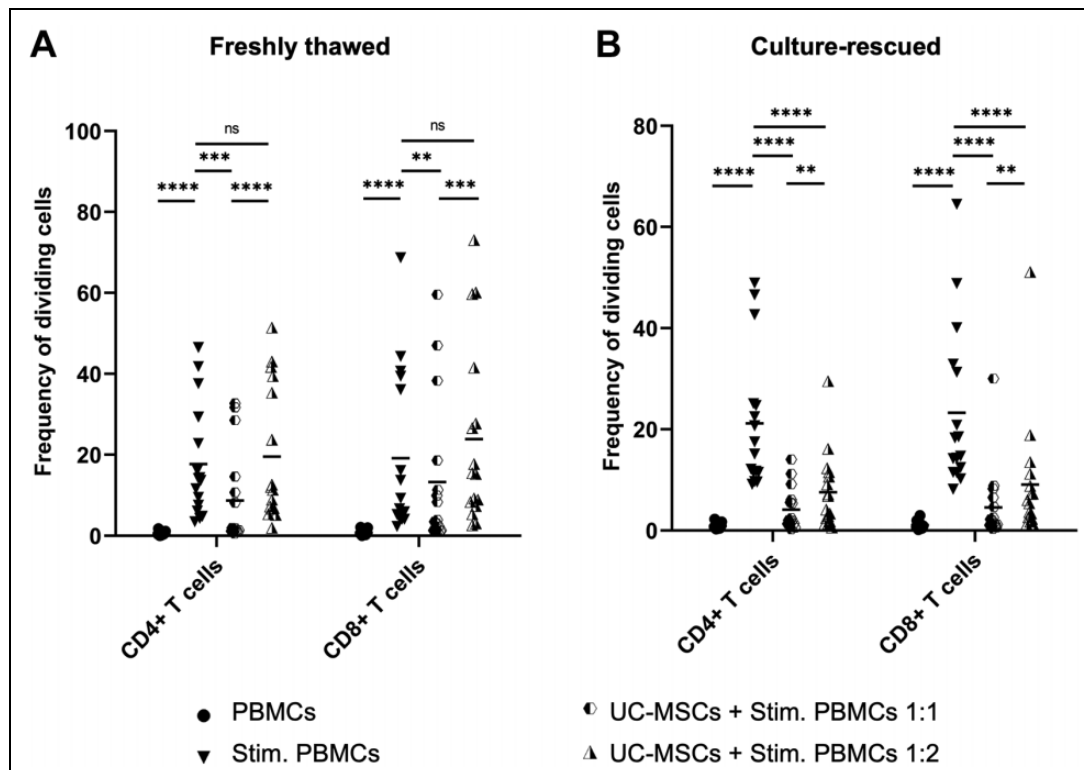 A Freshly thawed
B Culture-rescued
Frequency of dividing cells
100
80
60
40
20
0
ns
***
**** ****
ns
**
**** ***
CD4+ T cells
CD8+ T cells
Frequency of dividing cells
80
60
40
20
0
****
****
**** **
****
****
**** **
CD4+ T cells
CD8+ T cells
PBMCs
Stim. PBMCs
UC-MSCs + Stim. PBMCs 1:1
UC-MSCs + Stim. PBMCs 1:2